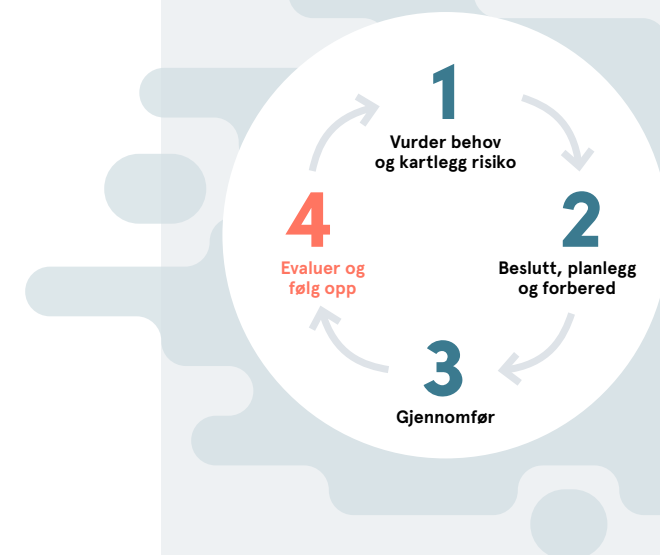 1
Vurder behov
og kartlegg risiko
2
Beslutt, planlegg
og forbered
3
Gjennomfør
4
Evaluer og
følg opp